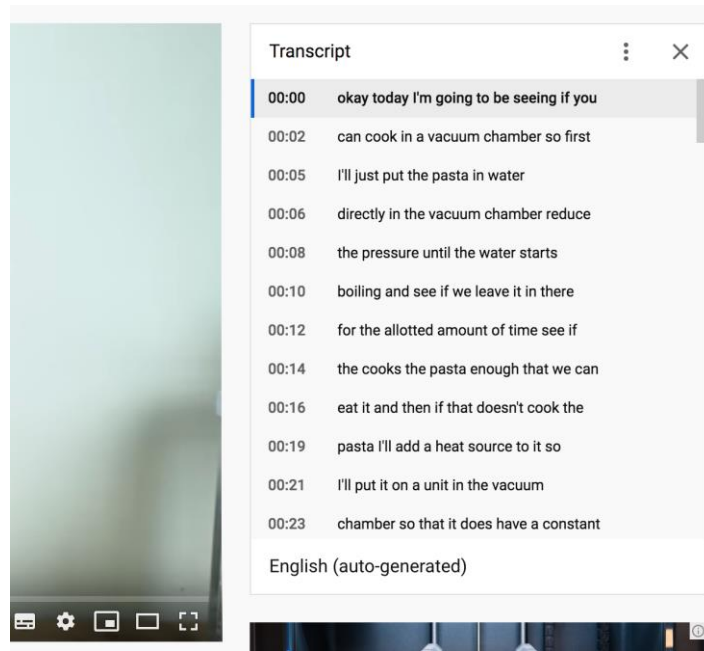 Transcript
00:00 okay today I'm going to be seeing if you
00:02 can cook in a vacuum chamber so first
00:05 I'll just put the pasta in water
00:06 directly in the vacuum chamber reduce
00:08 the pressure until the water starts
00:10 boiling and see if we leave it in there
00:12 for the allotted amount of time see if
00:14 the cooks the pasta enough that we can
00:16 eat it and then if that doesn't cook the
00:19 pasta I'll add a heat source to it so
00:21 I'll put it on a unit in the vacuum
00:23 chamber so that it does have a constant
English (auto-generated)